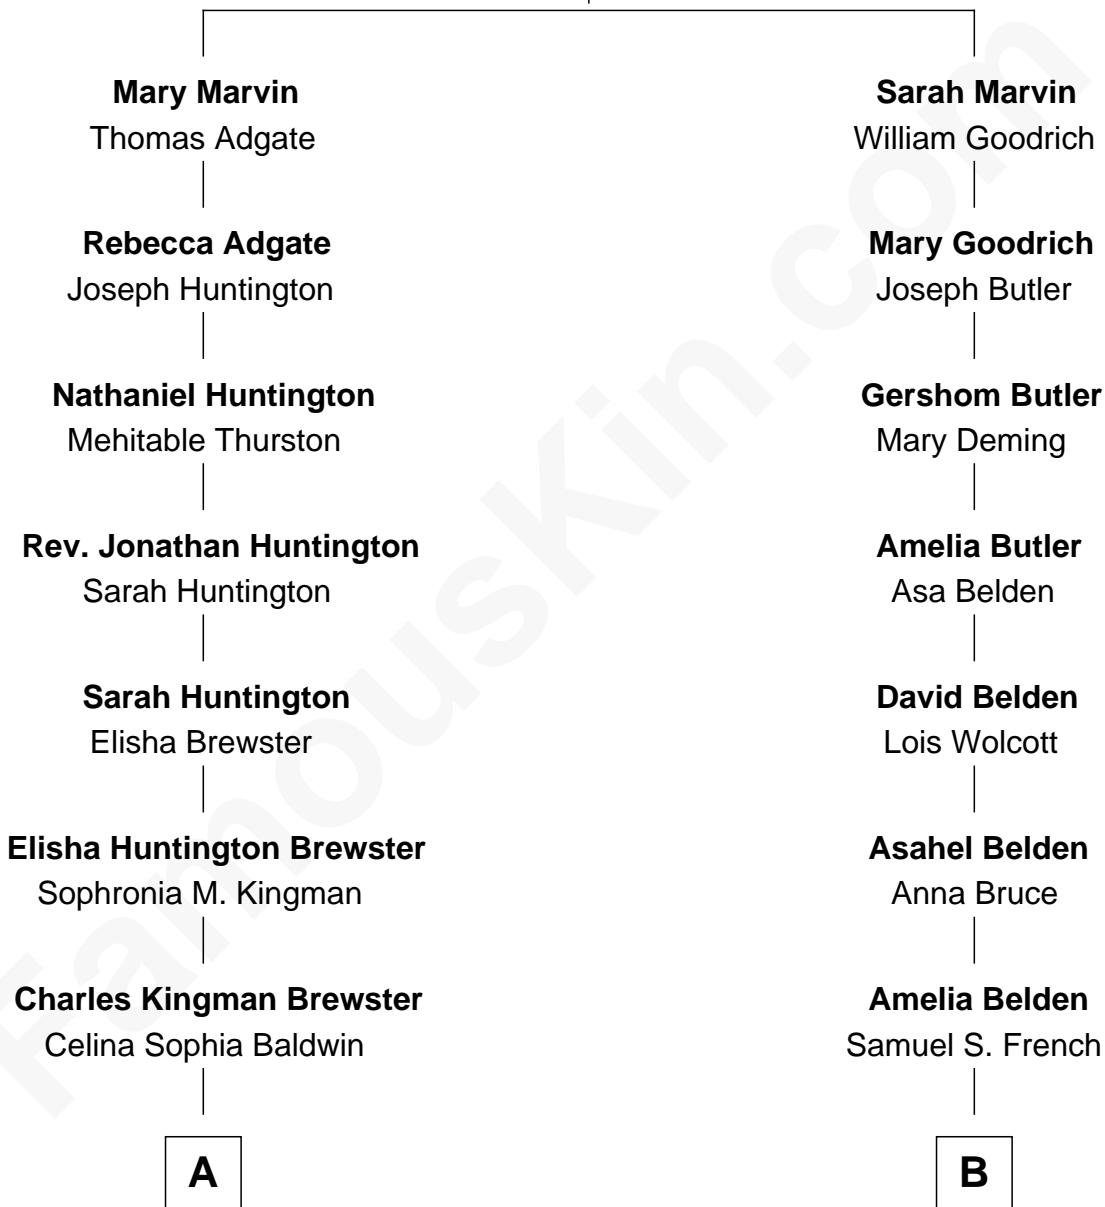 Mary Marvin
Thomas Adgate
Rebecca Adgate
Joseph Huntington
Nathaniel Huntington
Mehitable Thurston
Rev. Jonathan Huntington
Sarah Huntington
Sarah Huntington
Elisha Brewster
Elisha Huntington Brewster
Sophronia M. Kingman
Charles Kingman Brewster
Celina Sophia Baldwin
A
Sarah Marvin
William Goodrich
Mary Goodrich
Joseph Butler
Gershom Butler
Mary Deming
Amelia Butler
Asa Belden
David Belden
Lois Wolcott
Asahel Belden
Anna Bruce
Amelia Belden
Samuel S. French
B
FamousKin.com